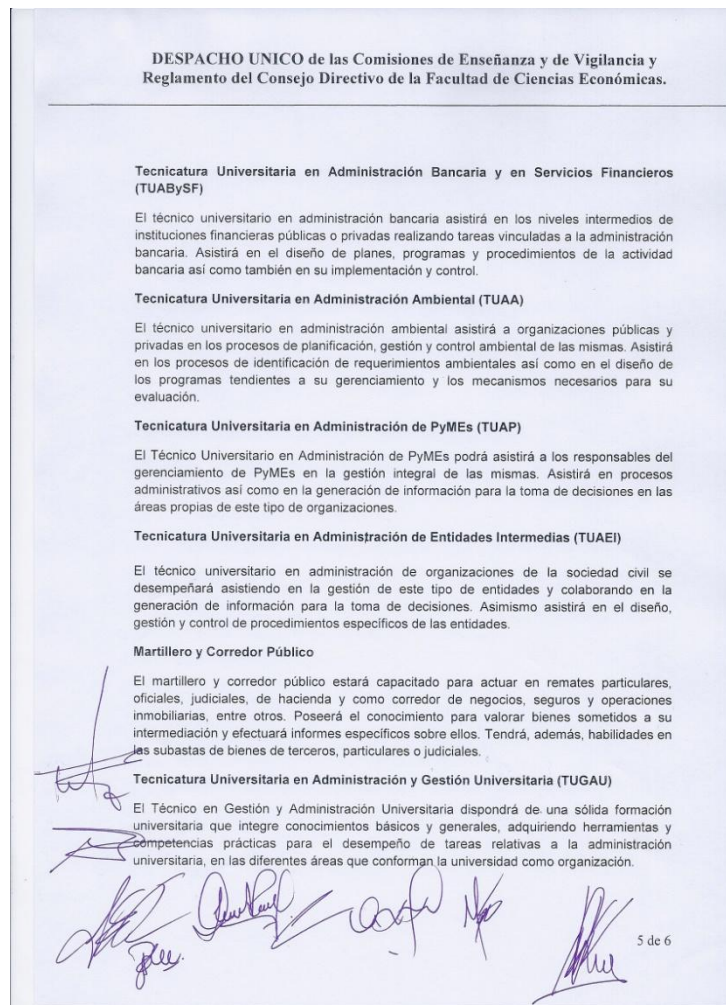 DESPACHO UNICO de las Comisiones de Enseñanza y de Vigilancia y
Reglamento del Consejo Directivo de la Facultad de Ciencias Económicas.
Tecnicatura Universitaria en Administración Bancaria y en Servicios Financieros
(TUABySF)
El técnico universitario en administración bancaria asistirá en los niveles intermedios de
instituciones financieras públicas o privadas realizando tareas vinculadas a la administración
bancaria. Asistirá en el diseño de planes, programas y procedimientos de la actividad
bancaria así como también en su implementación y control.
Tecnicatura Universitaria en Administración Ambiental (TUAA)
El técnico universitario en administración ambiental asistirá a organizaciones públicas y
privadas en los procesos de planificación, gestión y control ambiental de las mismas. Asistirá
en los procesos de identificación de requerimientos ambientales así como en el diseño de
los programas tendientes a su gerenciamiento y los mecanismos necesarios para su
evaluación.
Tecnicatura Universitaria en Administración de PyMEs (TUAP)
El Técnico Universitario en Administración de PyMEs podrá asistirá a los responsables del
gerenciamiento de PyMEs en la gestión integral de las mismas. Asistirá en procesos
administrativos así como en la generación de información para la toma de decisiones en las
áreas propias de este tipo de organizaciones.
Tecnicatura Universitaria en Administración de Entidades Intermedias (TUAEI)
El técnico universitario en administración de organizaciones de la sociedad civil se
desempeñará asistiendo en la gestión de este tipo de entidades y colaborando en la
generación de información para la toma de decisiones. Asimismo asistirá en el diseño,
gestión y control de procedimientos específicos de las entidades.
Martillero y Corredor Público
El martillero y corredor público estará capacitado para actuar en remates particulares,
oficiales, judiciales, de hacienda y como corredor de negocios, seguros y operaciones
inmobiliarias, entre otros. Poseerá el conocimiento para valorar bienes sometidos a su
intermediación y efectuará informes específicos sobre ellos. Tendrá, además, habilidades en
las subastas de bienes de terceros, particulares o judiciales.
Tecnicatura Universitaria en Administración y Gestión Universitaria (TUGAU)
El Técnico en Gestión y Administración Universitaria dispondrá de una sólida formación
universitaria que integre conocimientos básicos y generales, adquiriendo herramientas y
competencias prácticas para el desempeño de tareas relativas a la administración
universitaria, en las diferentes áreas que conforman la universidad como organización.
5 de 6